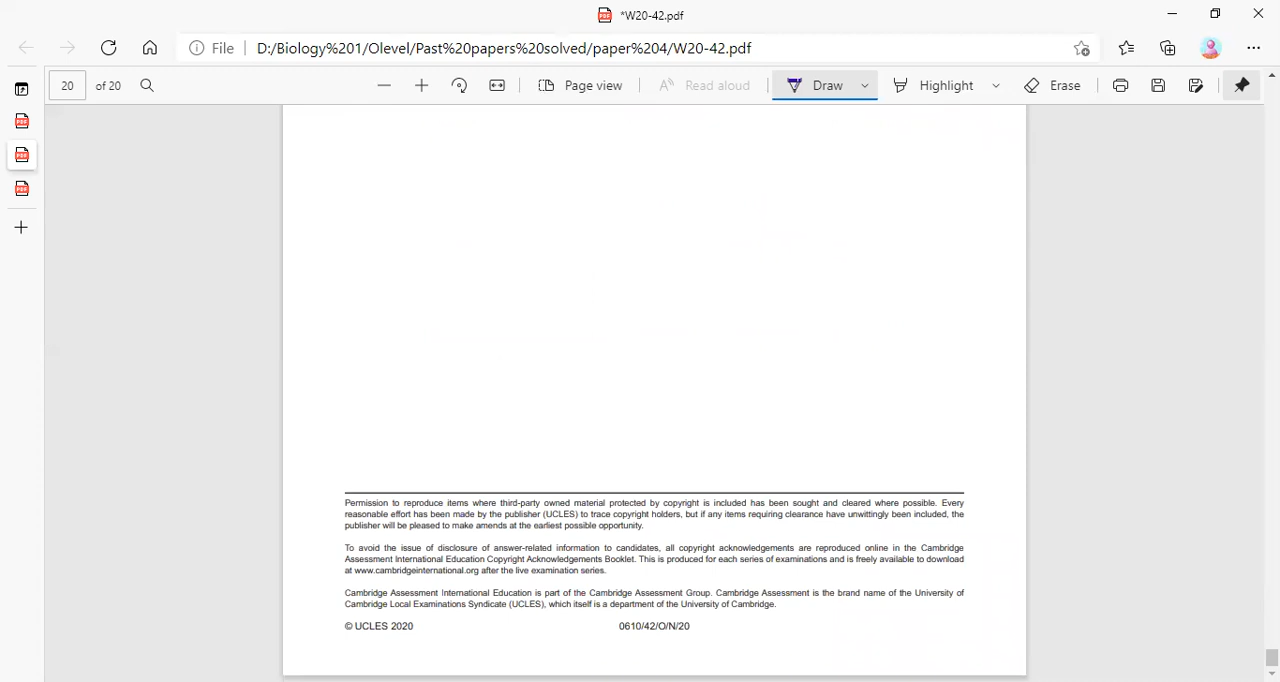 *W20-42.pdf
File
D:/Biology%201/Olevel/Past%20papers%20solved/paper%204/W20-42.pdf
20 of 20
Page view
Read aloud
Draw
Highlight
Erase
Permission to reproduce items where third-party owned material protected by copyright is included has been sought and cleared where possible. Every
reasonable effort has been made by the publisher (UCLES) to trace copyright holders, but if any items requiring clearance have unwittingly been included, the
publisher will be pleased to make amends at the earliest possible opportunity.
To avoid the issue of disclosure of answer-related information to candidates, all copyright acknowledgements are reproduced online in the Cambridge
Assessment International Education Copyright Acknowledgements Booklet. This is produced for each series of examinations and is freely available to download
at www.cambridgeinternational.org after the live examination series.
Cambridge Assessment International Education is part of the Cambridge Assessment Group. Cambridge Assessment is the brand name of the University of
Cambridge Local Examinations Syndicate (UCLES), which itself is a department of the University of Cambridge.
© UCLES 2020
0610/42/O/N/20